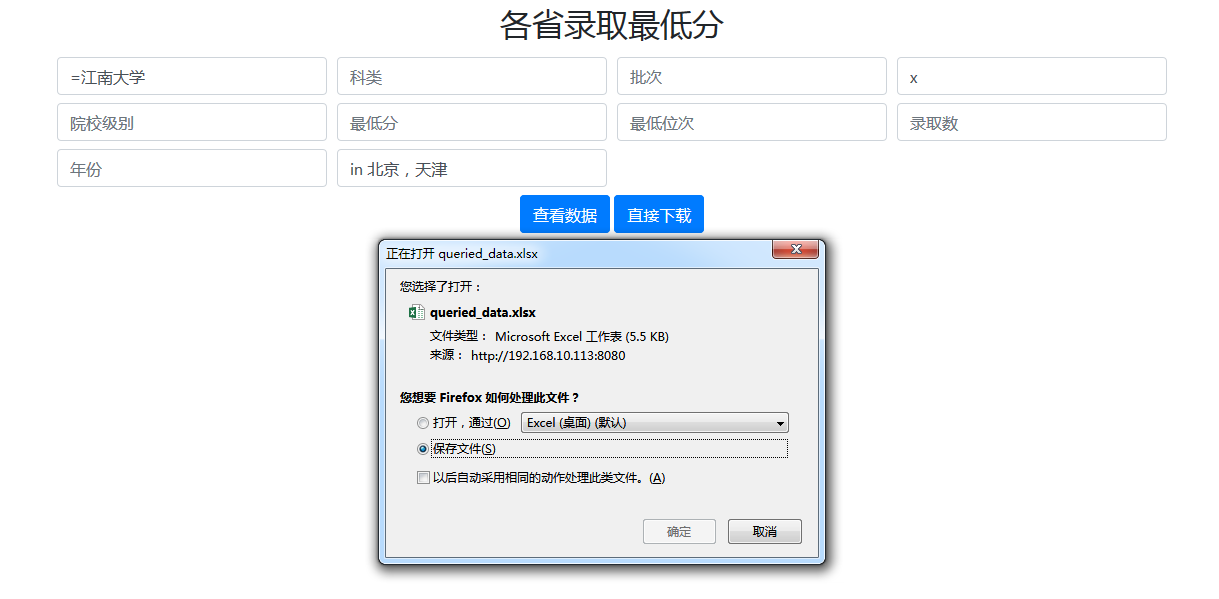 各省录取最低分
=江南大学 科类 批次 x
院校级别 最低分 最低位次 录取数
年份 in 北京，天津
查看数据 直接下载
正在打开 queried_data.xlsx
您选择了打开：
queried_data.xlsx
文件类型： Microsoft Excel 工作表 (5.5 KB)
来源： http://192.168.10.113:8080
您想要 Firefox 如何处理此文件？
打开，通过(O) Excel (桌面) (默认)
保存文件(S)
以后自动采用相同的动作处理此类文件。(A)
确定 取消